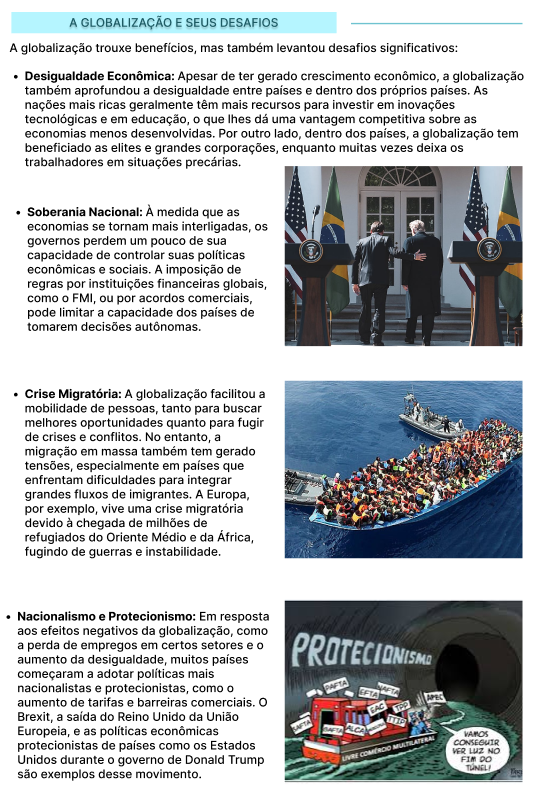 A GLOBALIZAÇÃO E SEUS DESAFIOS
A globalização trouxe benefícios, mas também levantou desafios significativos:
• Desigualdade Econômica: Apesar de ter gerado crescimento econômico, a globalização
também aprofundou a desigualdade entre países e dentro dos próprios países. As
nações mais ricas geralmente têm mais recursos para investir em inovações
tecnológicas e em educação, o que lhes dá uma vantagem competitiva sobre as
economias menos desenvolvidas. Por outro lado, dentro dos países, a globalização tem
beneficiado as elites e grandes corporações, enquanto muitas vezes deixa os
trabalhadores em situações precárias.
• Soberania Nacional: À medida que as
economias se tornam mais interligadas, os
governos perdem um pouco de sua
capacidade de controlar suas políticas
econômicas e sociais. A imposição de
regras por instituições financeiras globais,
como o FMI, ou por acordos comerciais,
pode limitar a capacidade dos países de
tomarem decisões autônomas.
• Crise Migratória: A globalização facilitou a
mobilidade de pessoas, tanto para buscar
melhores oportunidades quanto para fugir
de crises e conflitos. No entanto, a
migração em massa também tem gerado
tensões, especialmente em países que
enfrentam dificuldades para integrar
grandes fluxos de imigrantes. A Europa,
por exemplo, vive uma crise migratória
devido à chegada de milhões de
refugiados do Oriente Médio e da África,
fugindo de guerras e instabilidade.
• Nacionalismo e Protecionismo: Em resposta
aos efeitos negativos da globalização, como
a perda de empregos em certos setores e o
aumento da desigualdade, muitos países
começaram a adotar políticas mais
nacionalistas e protecionistas, como o
aumento de tarifas e barreiras comerciais. O
Brexit, a saída do Reino Unido da União
Europeia, e as políticas econômicas
protecionistas de países como os Estados
Unidos durante o governo de Donald Trump
são exemplos desse movimento.
PROTECIONISMO
PAFTA
EFTA
NAFTA
APEC
EAC
TPP
SAFTA
ALCA
TTIP
LIVRE COMÉRCIO MULTILATERAL
VAMOS
CONSEGUIR
VER LUZ NO
FIM DO
TÚNEL!